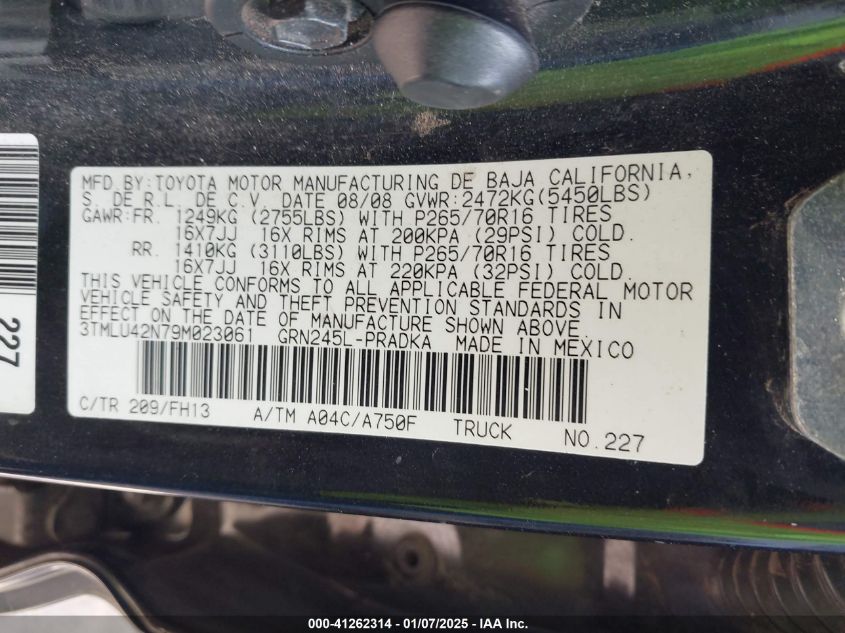 MFD BY:TOYOTA MOTOR MANUFACTURING DE BAJA CALIFORNIA,
S. DE R.L. DE C.V. DATE 08/08 GVWR:2472KG(5450LBS)
GAWR:FR. 1249KG (2755LBS) WITH P265/70R16 TIRES
16X7JJ 16X RIMS AT 200KPA (29PSI) COLD.
RR. 1410KG (3110LBS) WITH P265/70R16 TIRES
16X7JJ 16X RIMS AT 220KPA (32PSI) COLD.
THIS VEHICLE CONFORMS TO ALL APPLICABLE FEDERAL MOTOR
VEHICLE SAFETY AND THEFT PREVENTION STANDARDS IN
EFFECT ON THE DATE OF MANUFACTURE SHOWN ABOVE.
3TMLU42N79M023061 GRN245L-PRADKA MADE IN MEXICO
C/TR 209/FH13 A/TM A04C/A750F TRUCK NO.227
227
000-41262314 - 01/07/2025 - IAA Inc.